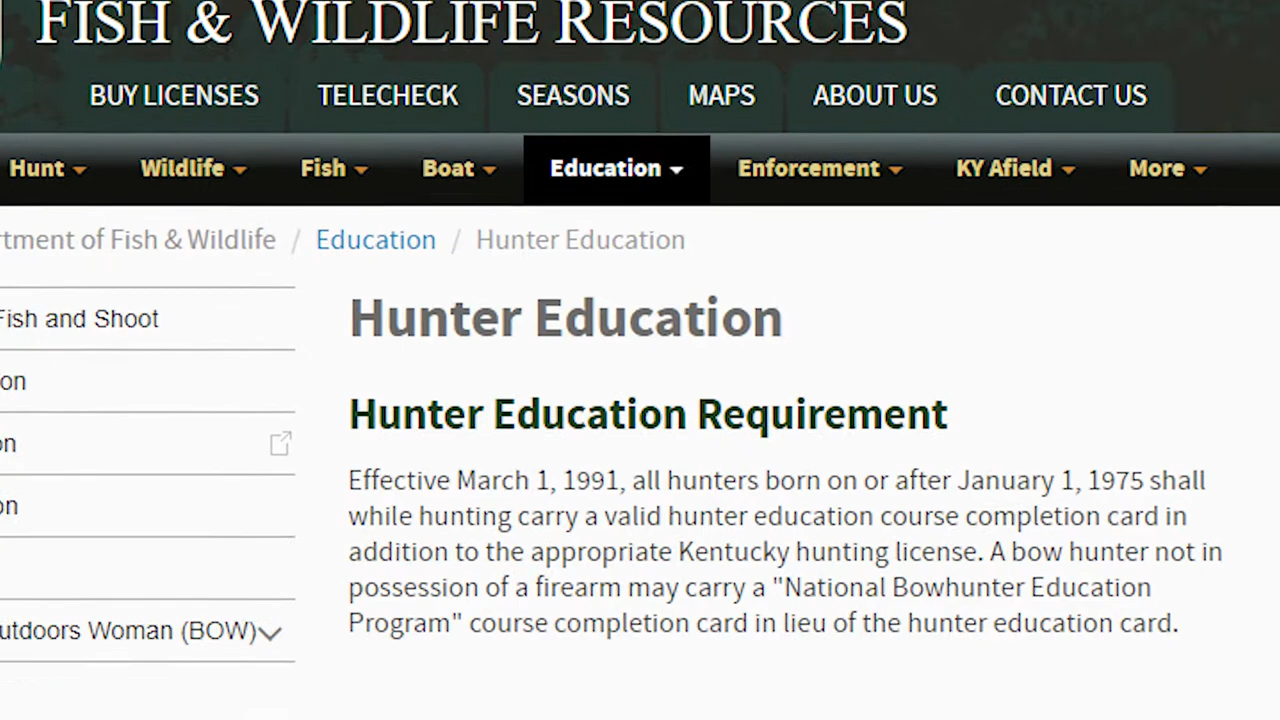 FISH & WILDLIFE RESOURCES
BUY LICENSES TELECHECK SEASONS MAPS ABOUT US CONTACT US
Hunt Wildlife Fish Boat Education Enforcement KY Afield More
rtment of Fish & Wildlife / Education / Hunter Education
Fish and Shoot
on
on
on
utdoors Woman (BOW)
Hunter Education
Hunter Education Requirement
Effective March 1, 1991, all hunters born on or after January 1, 1975 shall
while hunting carry a valid hunter education course completion card in
addition to the appropriate Kentucky hunting license. A bow hunter not in
possession of a firearm may carry a "National Bowhunter Education
Program" course completion card in lieu of the hunter education card.